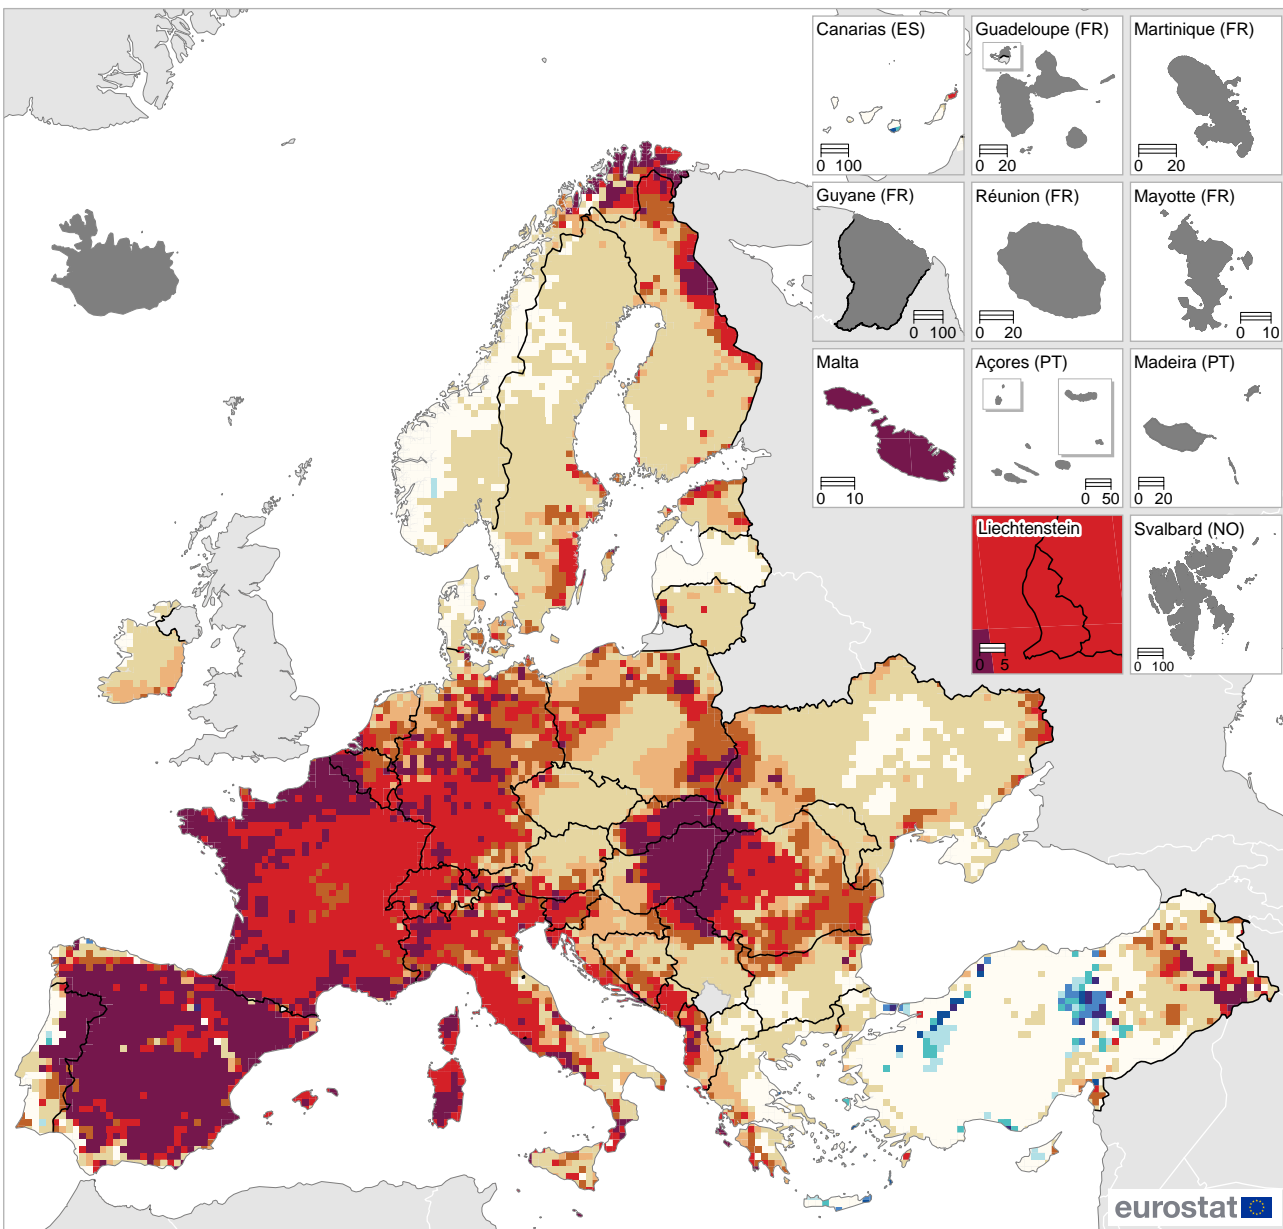 Canarias (ES)
0 100
Guadeloupe (FR)
0 20
Martinique (FR)
0 20
Guyane (FR)
0 100
Réunion (FR)
0 20
Mayotte (FR)
0 10
Malta
0 10
Açores (PT)
0 50
Madeira (PT)
0 20
Liechtenstein
0 5
Svalbard (NO)
0 100
eurostat